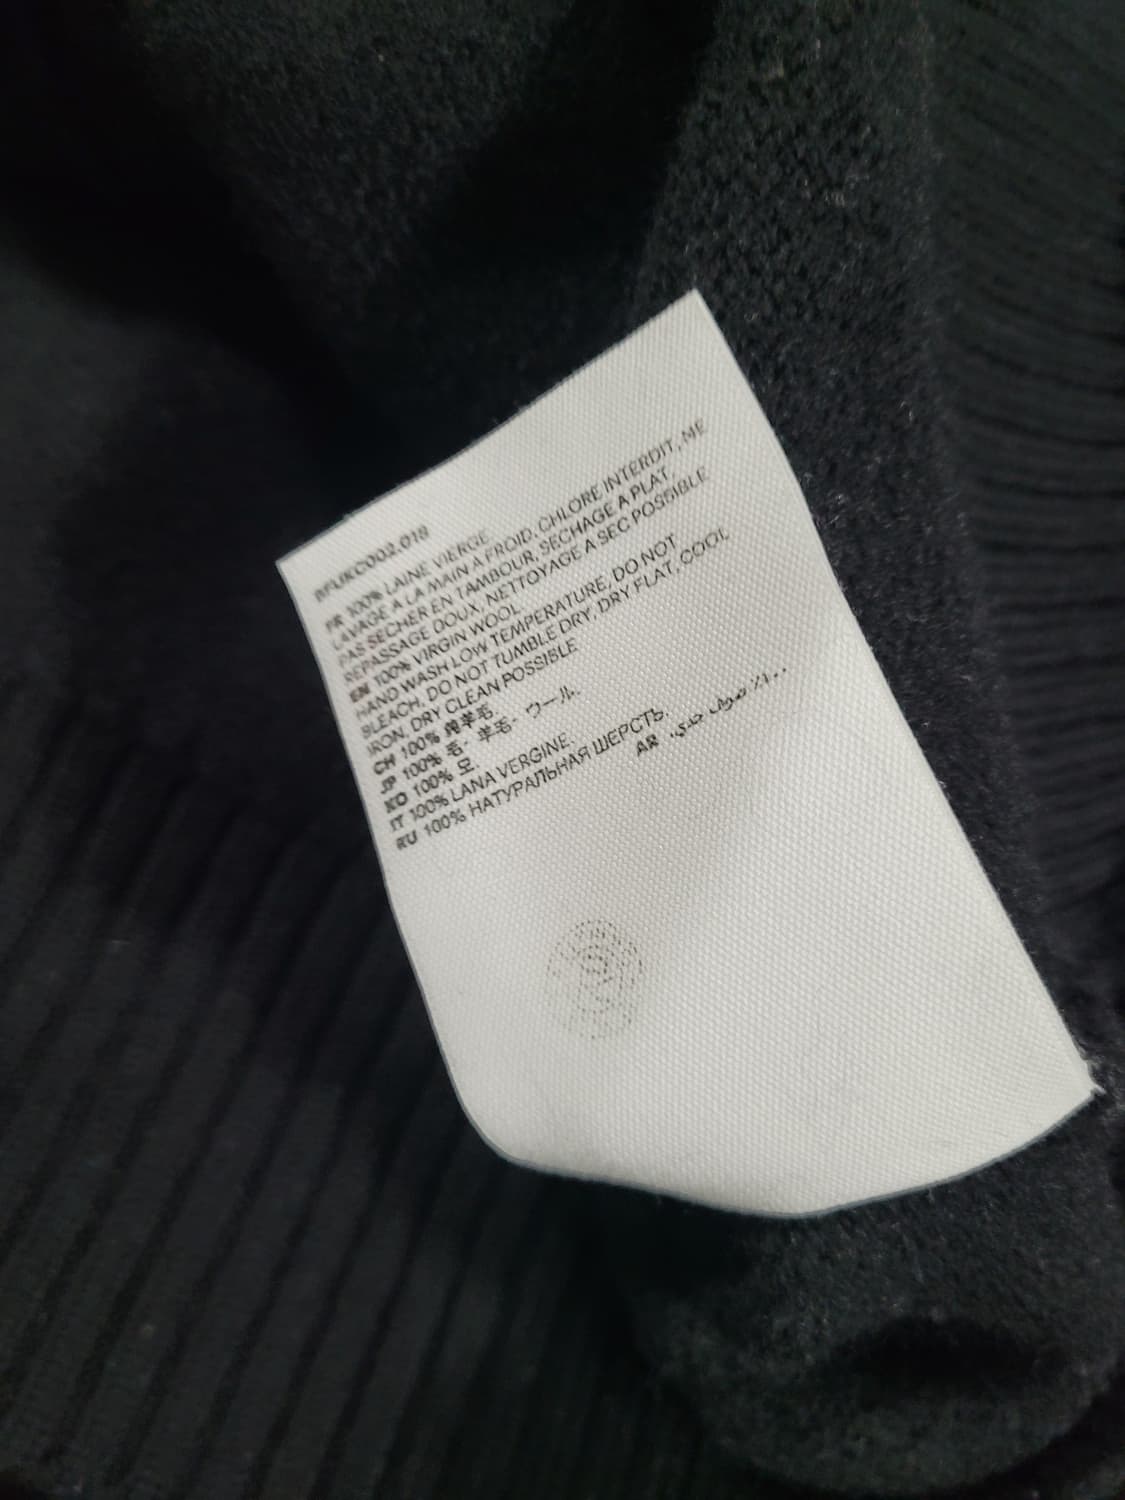 BFUKC002.018
FR 100% LAINE VIERGE
LAVAGE A LA MAIN A FROID, CHLORE INTERDIT, NE
PAS SECHER EN TAMBOUR, SECHAGE A PLAT,
REPASSAGE DOUX, NETTOYAGE A SEC POSSIBLE
EN 100% VIRGIN WOOL
HAND WASH LOW TEMPERATURE, DO NOT
BLEACH, DO NOT TUMBLE DRY, DRY FLAT, COOL
IRON, DRY CLEAN POSSIBLE
CH 100% 纯羊毛.
JP 100% 毛・羊毛・ウール.
KO 100% 모.
IT 100% LANA VERGINE.
RU 100% НАТУРАЛЬНАЯ ШЕРСТЬ.
AR ١٠٠٪ صوف